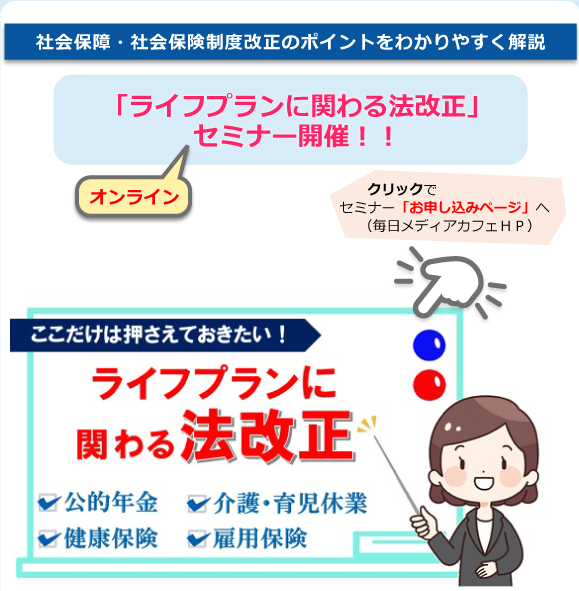 社会保障・社会保険制度改正のポイントをわかりやすく解説
「ライフプランに関わる法改正」
セミナー開催！！
オンライン
クリックで
セミナー「お申し込みページ」へ
（毎日メディアカフェＨＰ）
ここだけは押さえておきたい！
ライフプランに
関わる法改正
公的年金
介護・育児休業
健康保険
雇用保険